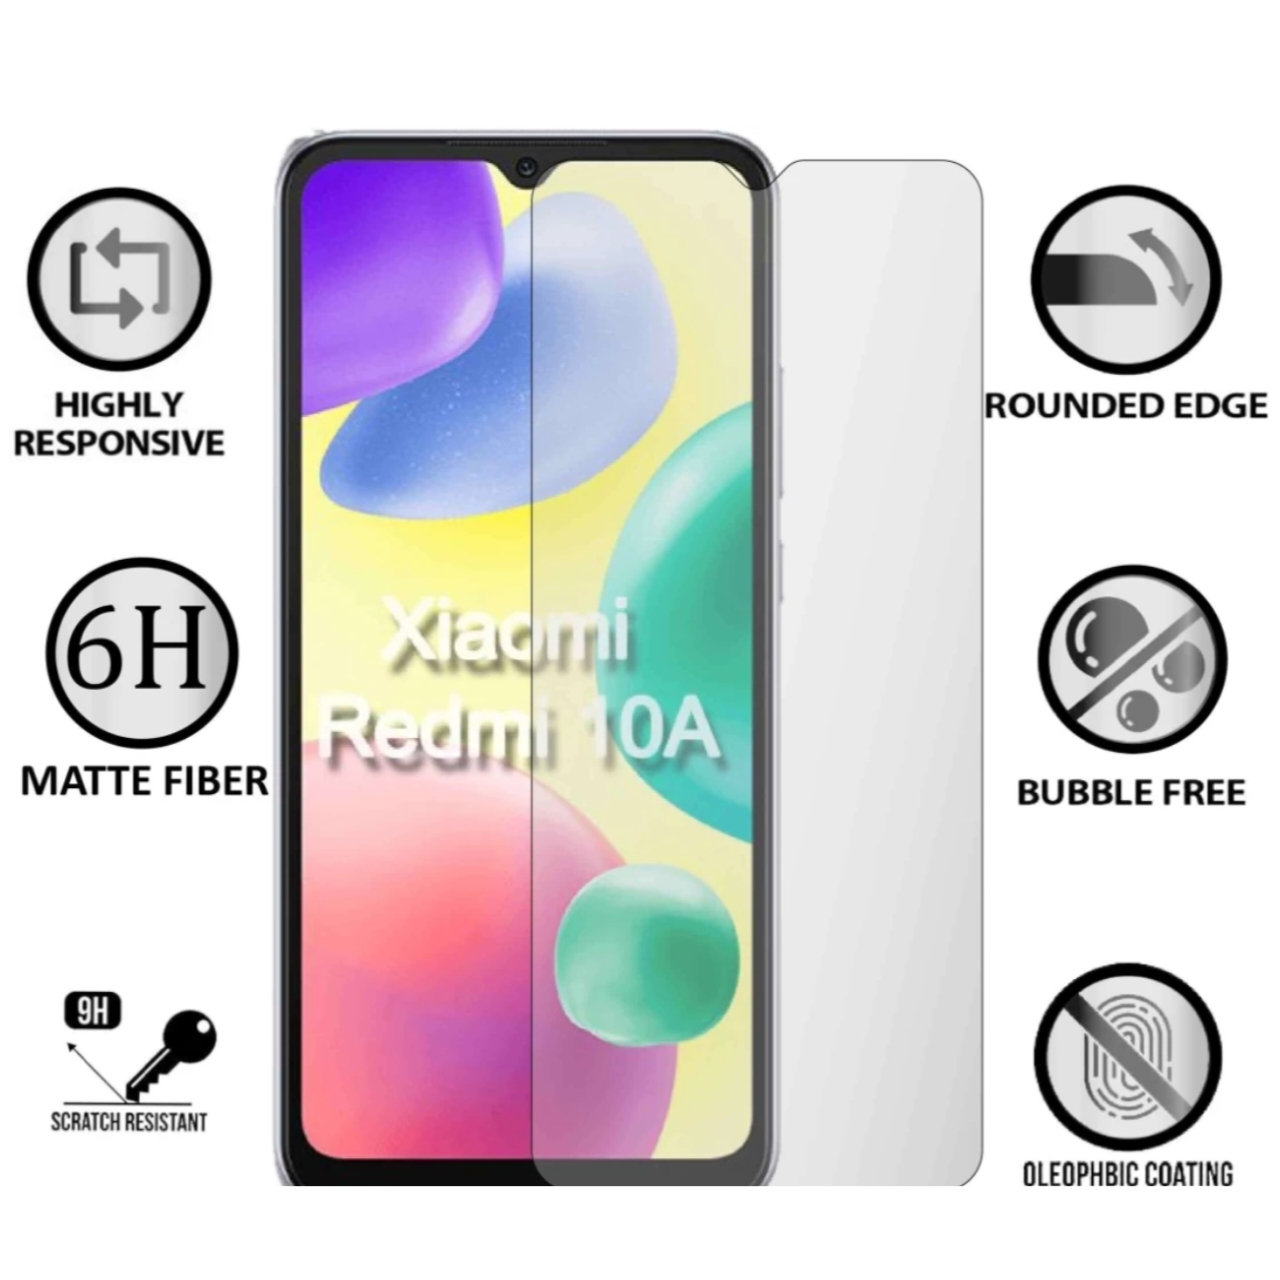 HIGHLY
RESPONSIVE
6H
MATTE FIBER
9H
SCRATCH RESISTANT
Xiaomi
Redmi 10A
ROUNDED EDGE
BUBBLE FREE
OLEOPHBIC COATING